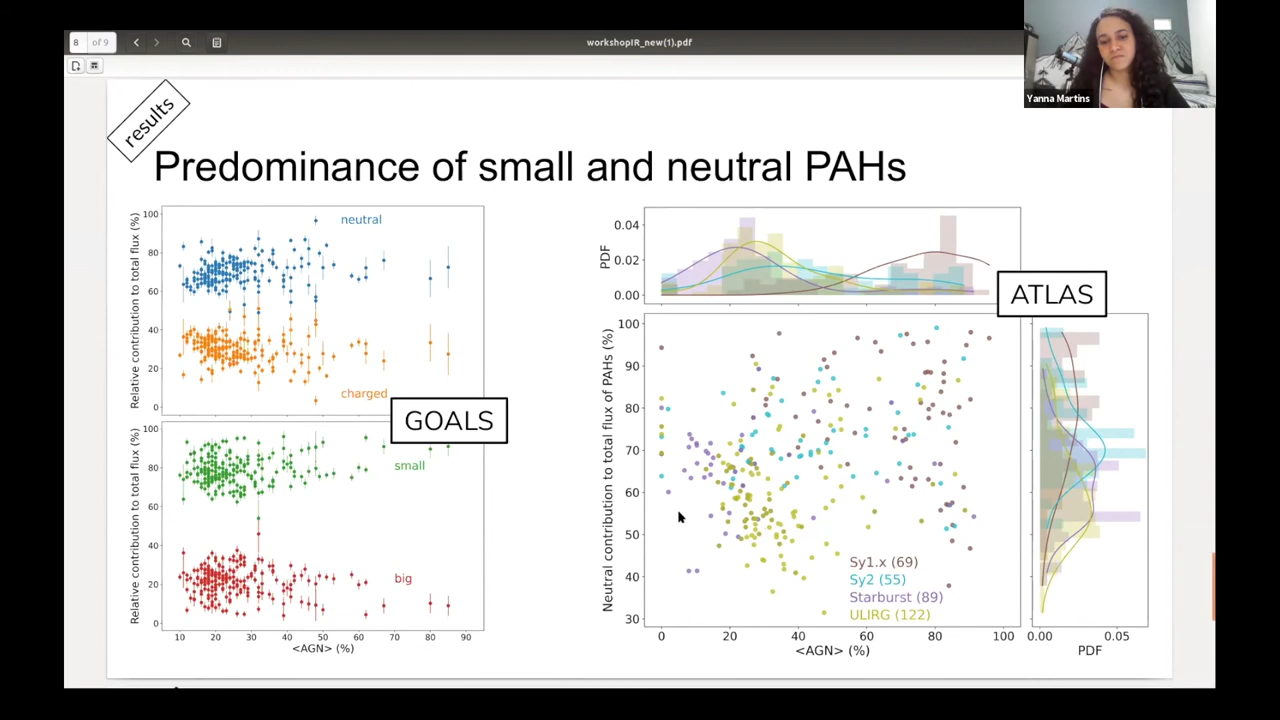 8 of 9
workshopIR_new(1).pdf
Yanna Martins
results
Predominance of small and neutral PAHs
Relative contribution to total flux (%)
100
80
60
40
20
0
neutral
charged
GOALS
Relative contribution to total flux (%)
100
80
60
40
20
0
small
big
10 20 30 40 50 60 70 80 90
<AGN> (%)
PDF
0.04
0.02
0.00
ATLAS
Neutral contribution to total flux of PAHs (%)
100
90
80
70
60
50
40
30
Sy1.x (69)
Sy2 (55)
Starburst (89)
ULIRG (122)
0 20 40 60 80 100
<AGN> (%)
0.00 0.05
PDF